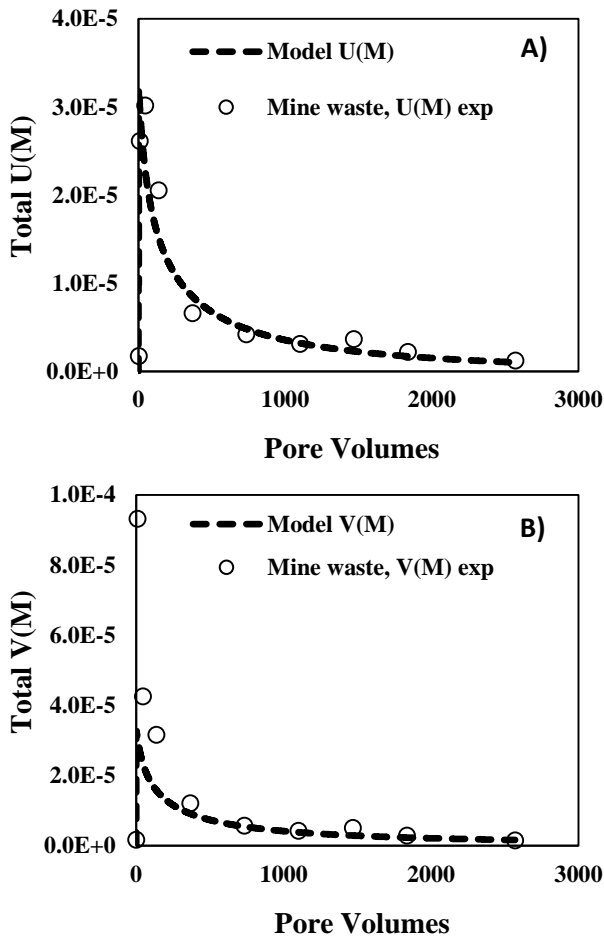 4.0E-5
A)
Model U(M)
3.0E-5
Mine waste, U(M) exp
Total U(M)
2.0E-5
1.0E-5
0.0E+0
0 1000 2000 3000
Pore Volumes
1.0E-4
Model V(M)
B)
Mine waste, V(M) exp
8.0E-5
Total V(M)
6.0E-5
4.0E-5
2.0E-5
0.0E+0
0 1000 2000 3000
Pore Volumes